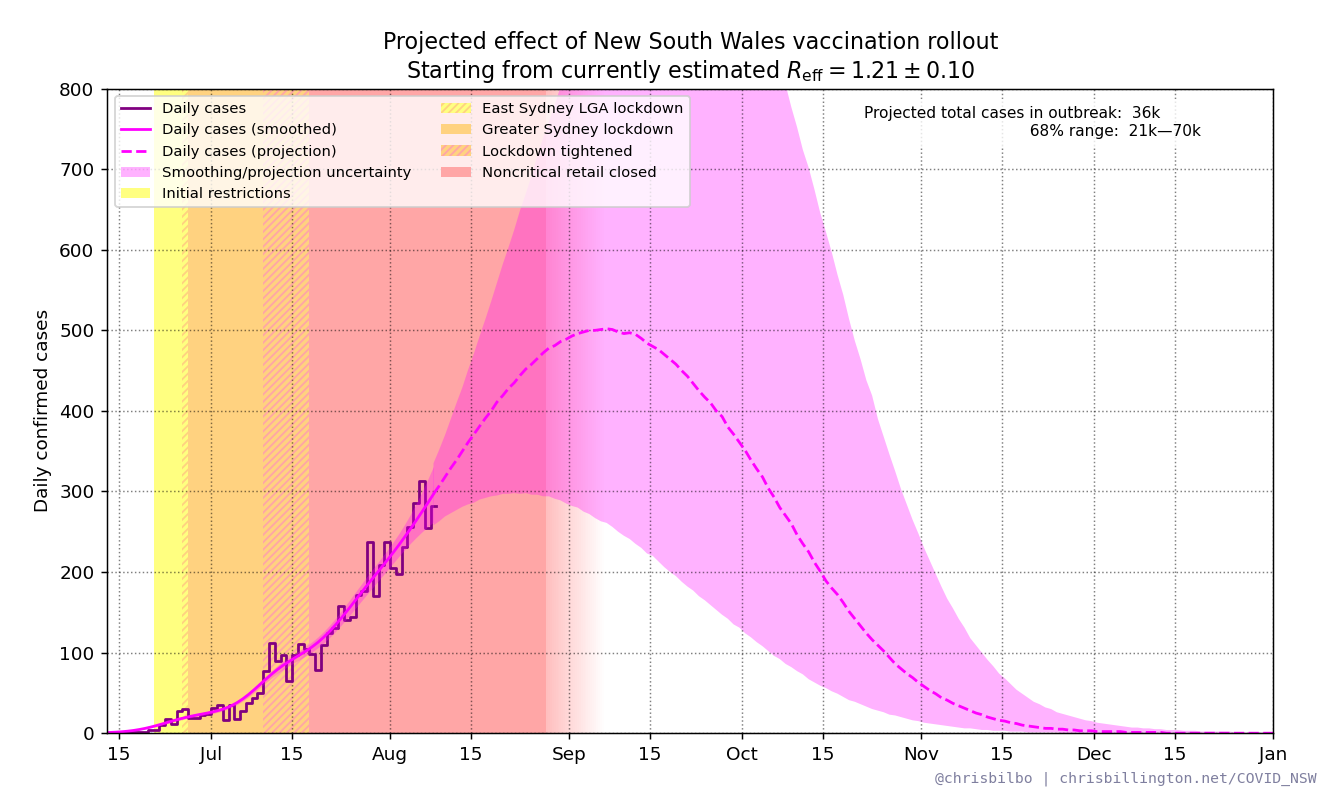 Projected effect of New South Wales vaccination rollout
Starting from currently estimated R_eff = 1.21 ± 0.10
Projected total cases in outbreak: 36k
68% range: 21k—70k
Daily cases
Daily cases (smoothed)
Daily cases (projection)
Smoothing/projection uncertainty
Initial restrictions
East Sydney LGA lockdown
Greater Sydney lockdown
Lockdown tightened
Noncritical retail closed
Daily confirmed cases
800
700
600
500
400
300
200
100
0
15 Jul 15 Aug 15 Sep 15 Oct 15 Nov 15 Dec 15 Jan
@chrisbilbo | chrisbillington.net/COVID_NSW